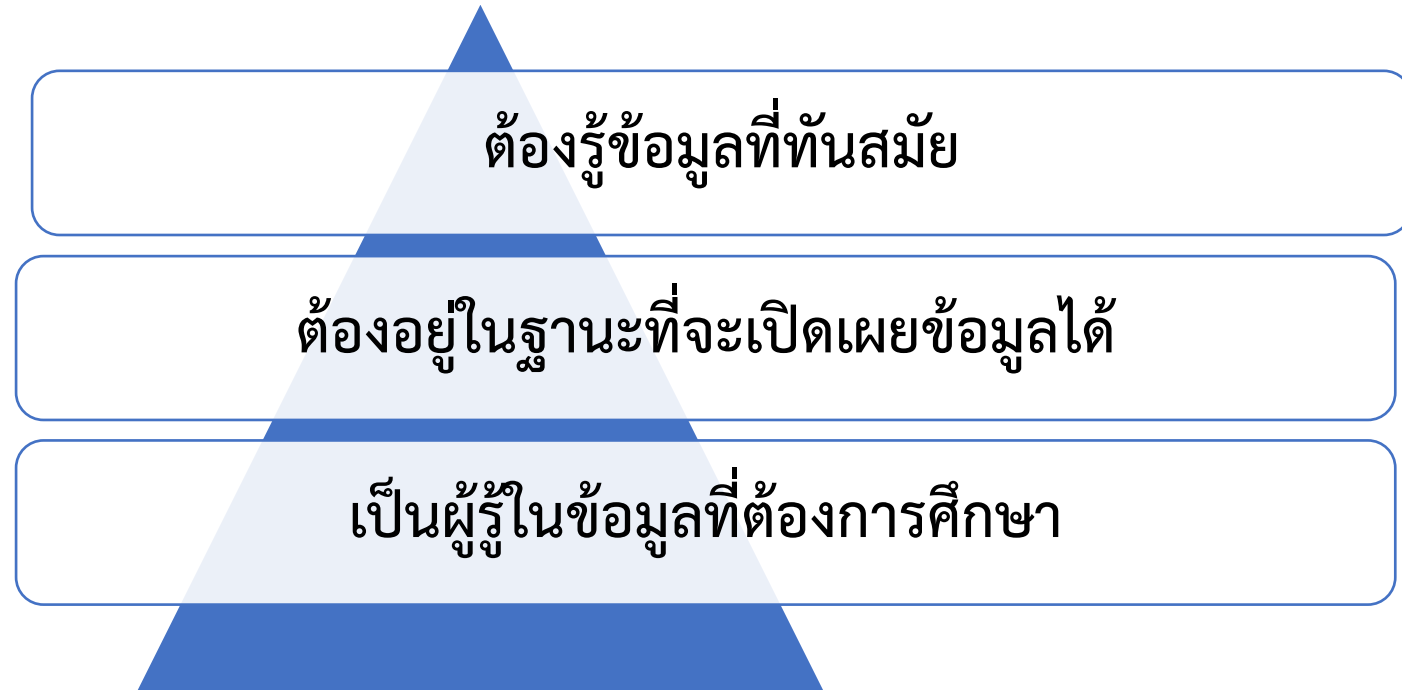 ต้องรู้ข้อมูลที่ทันสมัย
ต้องอยู่ในฐานะที่จะเปิดเผยข้อมูลได้
เป็นผู้รู้ในข้อมูลที่ต้องการศึกษา